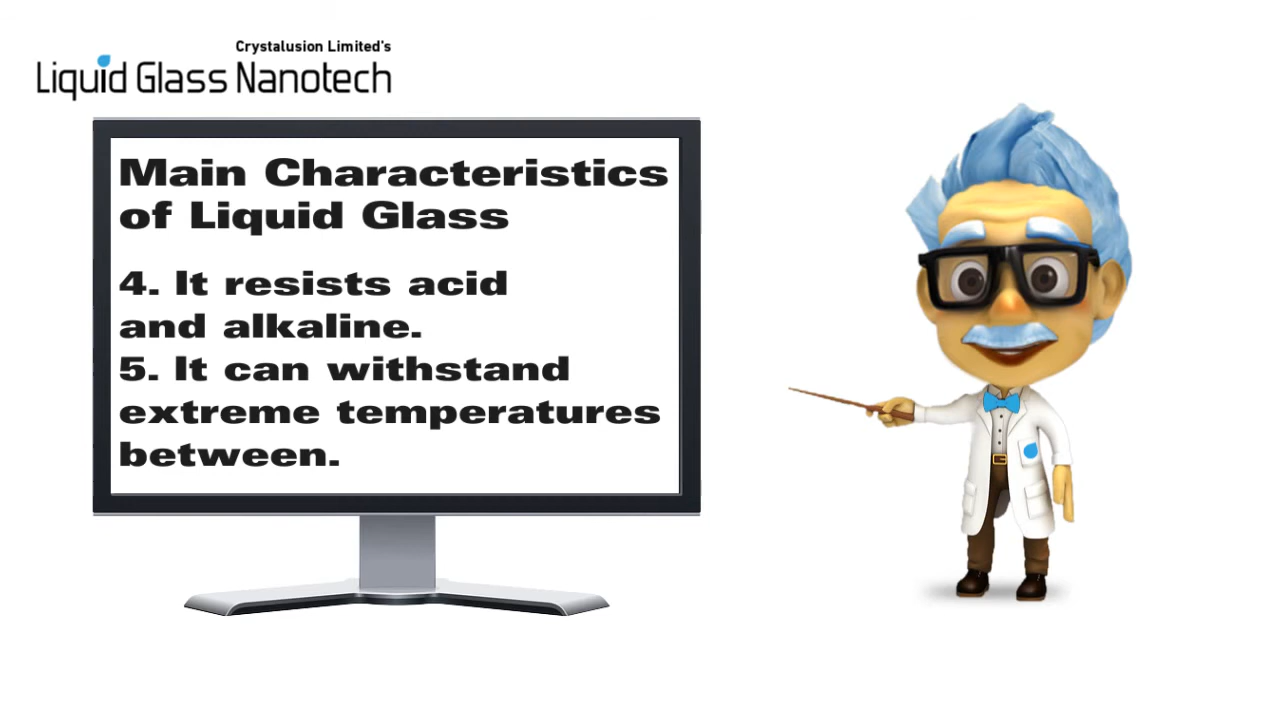 Crystalusion Limited's
Liquid Glass Nanotech
Main Characteristics
of Liquid Glass
4. It resists acid
and alkaline.
5. It can withstand
extreme temperatures
between.